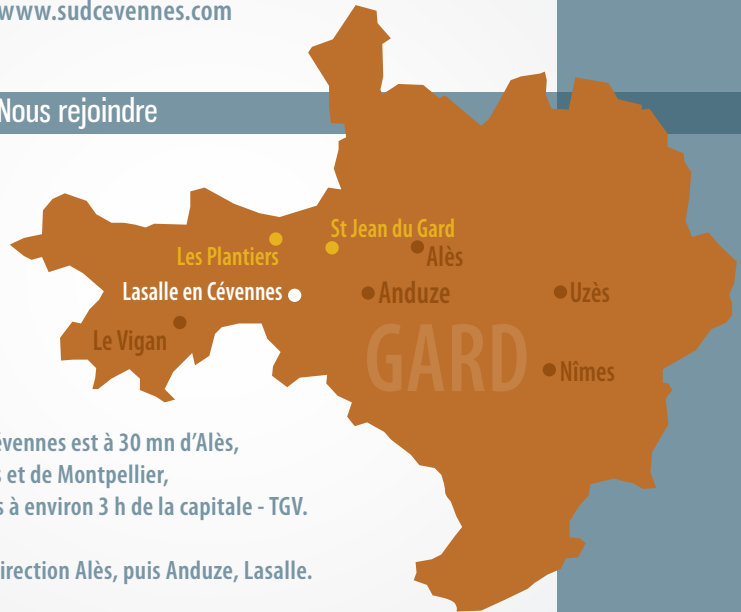 www.sudcevennes.com
Nous rejoindre
St Jean du Gard
Les Plantiers
Alès
Lasalle en Cévennes
Anduze
Uzès
Le Vigan
GARD
Nîmes
évennes est à 30 mn d’Alès,
s et de Montpellier,
s à environ 3 h de la capitale - TGV.
irection Alès, puis Anduze, Lasalle.